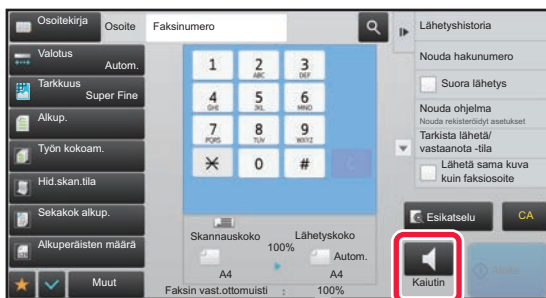 Osoitekirja
Osoite
Faksinumero
Valotus
Autom.
Tarkkuus
Super Fine
Alkup.
Työn kokoam.
Hid.skan.tila
Sekakok alkup.
Alkuperäisten määrä
Muut
1
2
ABC
3
DEF
4
GHI
5
JKL
6
MNO
7
PQRS
8
TUV
9
WXYZ
0
#
C
Skannauskoko
Lähetyskoko
100%
Autom.
A4
A4
Faksin vast.ottomuisti : 100%
Lähetyshistoria
Nouda hakunumero
Suora lähetys
Nouda ohjelma
Nouda rekisteröidyt asetukset
Tarkista lähetä/
vastaanota -tila
Lähetä sama kuva
kuin faksiosoite
Esikatselu
CA
Kaiutin